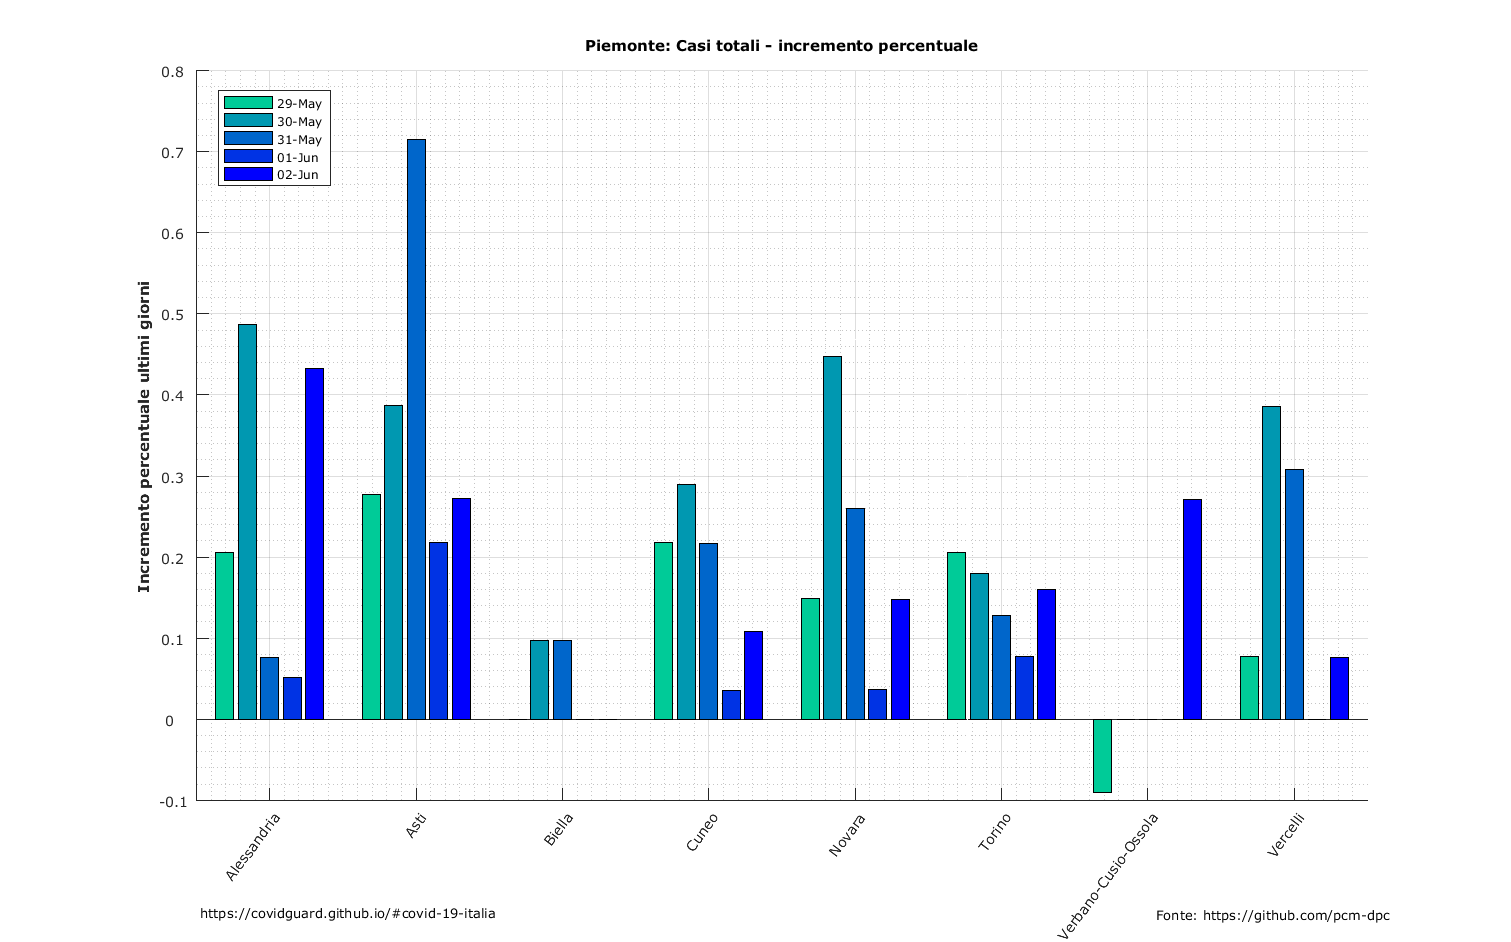 Piemonte: Casi totali - incremento percentuale
Incremento percentuale ultimi giorni
0.8
0.7
0.6
0.5
0.4
0.3
0.2
0.1
0
-0.1
29-May
30-May
31-May
01-Jun
02-Jun
Alessandria
Asti
Biella
Cuneo
Novara
Torino
Verbano-Cusio-Ossola
Vercelli
https://covidguard.github.io/#covid-19-italia
Fonte: https://github.com/pcm-dpc